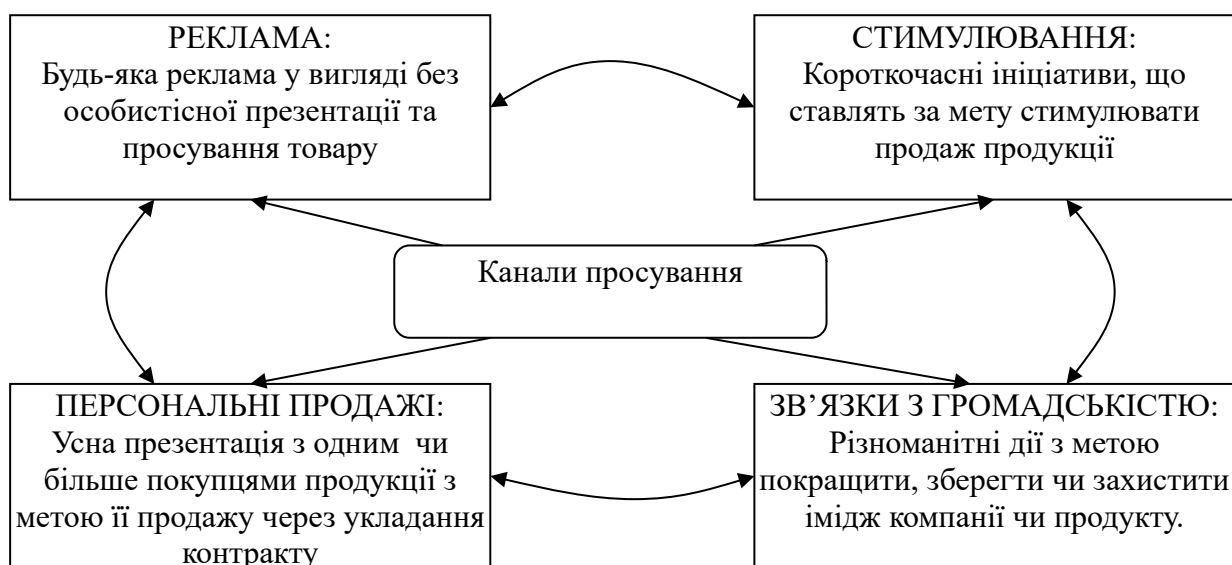 РЕКЛАМА:
Будь-яка реклама у вигляді без
особистісної презентації та
просування товару
СТИМУЛЮВАННЯ:
Короткочасні ініціативи, що
ставлять за мету стимулювати
продаж продукції
Канали просування
ПЕРСОНАЛЬНІ ПРОДАЖІ:
Усна презентація з одним чи
більше покупцями продукції з
метою її продажу через укладання
контракту
ЗВ’ЯЗКИ З ГРОМАДСЬКІСТЮ:
Різноманітні дії з метою
покращити, зберегти чи захистити
імідж компанії чи продукту.